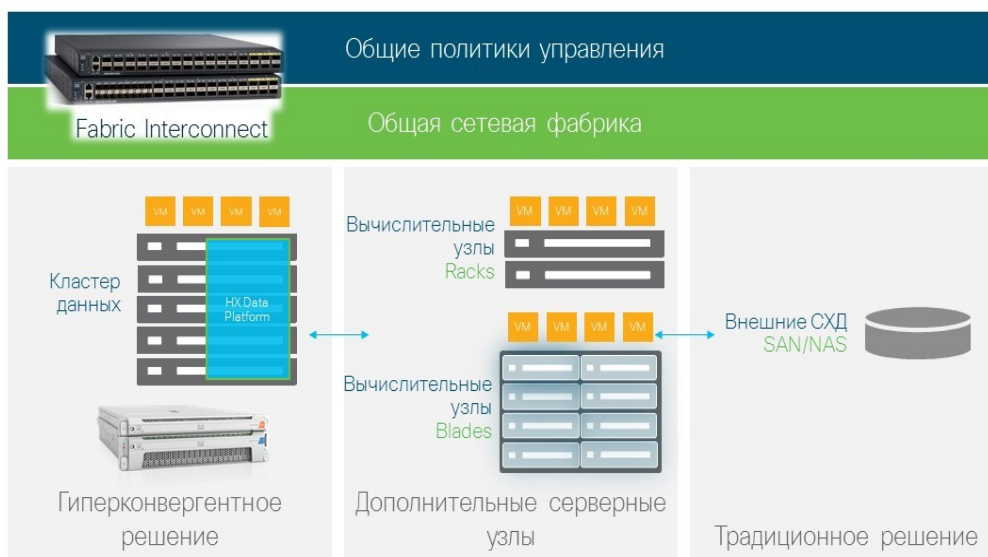 Общие политики управления
Fabric Interconnect
Общая сетевая фабрика
VM VM VM VM
Кластер
данных
HX Data
Platform
Гиперконвергентное
решение
VM VM VM VM
Вычислительные
узлы
Racks
VM VM VM VM
Вычислительные
узлы
Blades
Дополнительные серверные
узлы
Внешние СХД
SAN/NAS
Традиционное решение